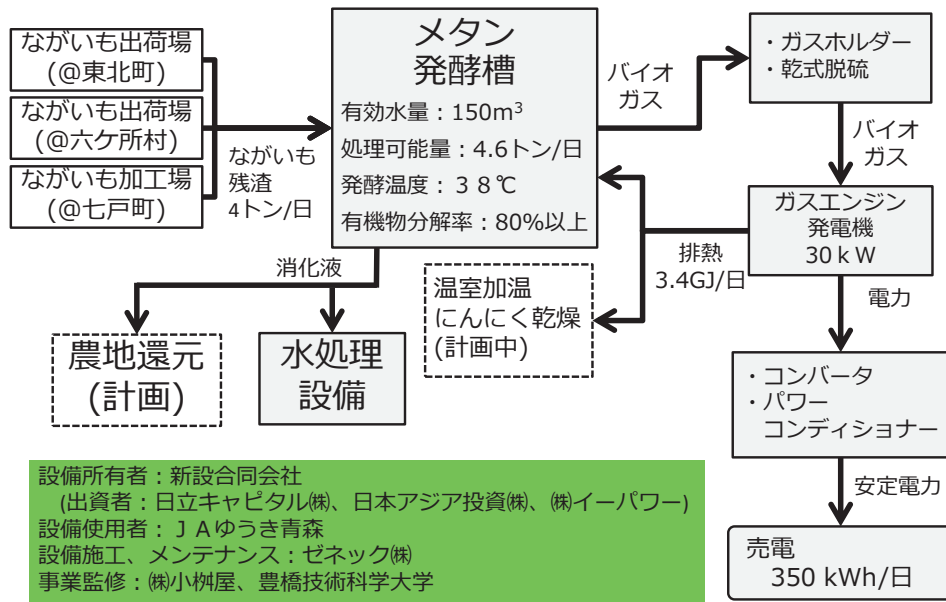 ながいも出荷場
(@東北町)
ながいも出荷場
(@六ケ所村)
ながいも加工場
(@七戸町)
ながいも
残渣
4トン/日
メタン
発酵槽
有効水量：150m³
処理可能量：4.6トン/日
発酵温度：３８℃
有機物分解率：80%以上
バイオ
ガス
・ガスホルダー
・乾式脱硫
バイオ
ガス
ガスエンジン
発電機
30ｋW
排熱
3.4GJ/日
温室加温
にんにく乾燥
(計画中)
消化液
農地還元
(計画)
水処理
設備
電力
・コンバータ
・パワー
コンディショナー
安定電力
売電
350 kWh/日
設備所有者：新設合同会社
(出資者：日立キャピタル㈱、日本アジア投資㈱、㈱イーパワー)
設備使用者：ＪＡゆうき青森
設備施工、メンテナンス：ゼネック㈱
事業監修：㈱小桝屋、豊橋技術科学大学